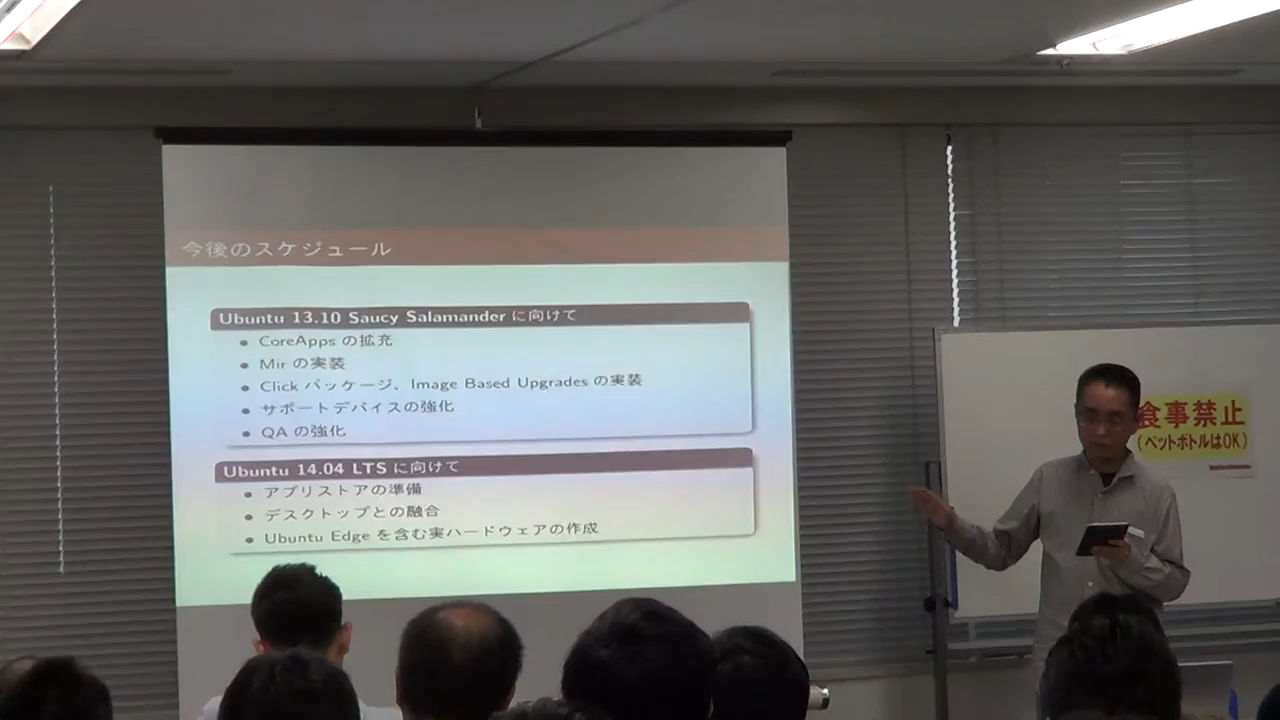 今後のスケジュール
Ubuntu 13.10 Saucy Salamander に向けて
CoreApps の拡充
Mir の実装
Click パッケージ、Image Based Upgrades の実装
サポートデバイスの強化
QA の強化
Ubuntu 14.04 LTS に向けて
アプリストアの準備
デスクトップとの融合
Ubuntu Edge を含む実ハードウェアの作成
食事禁止
(ペットボトルはOK)